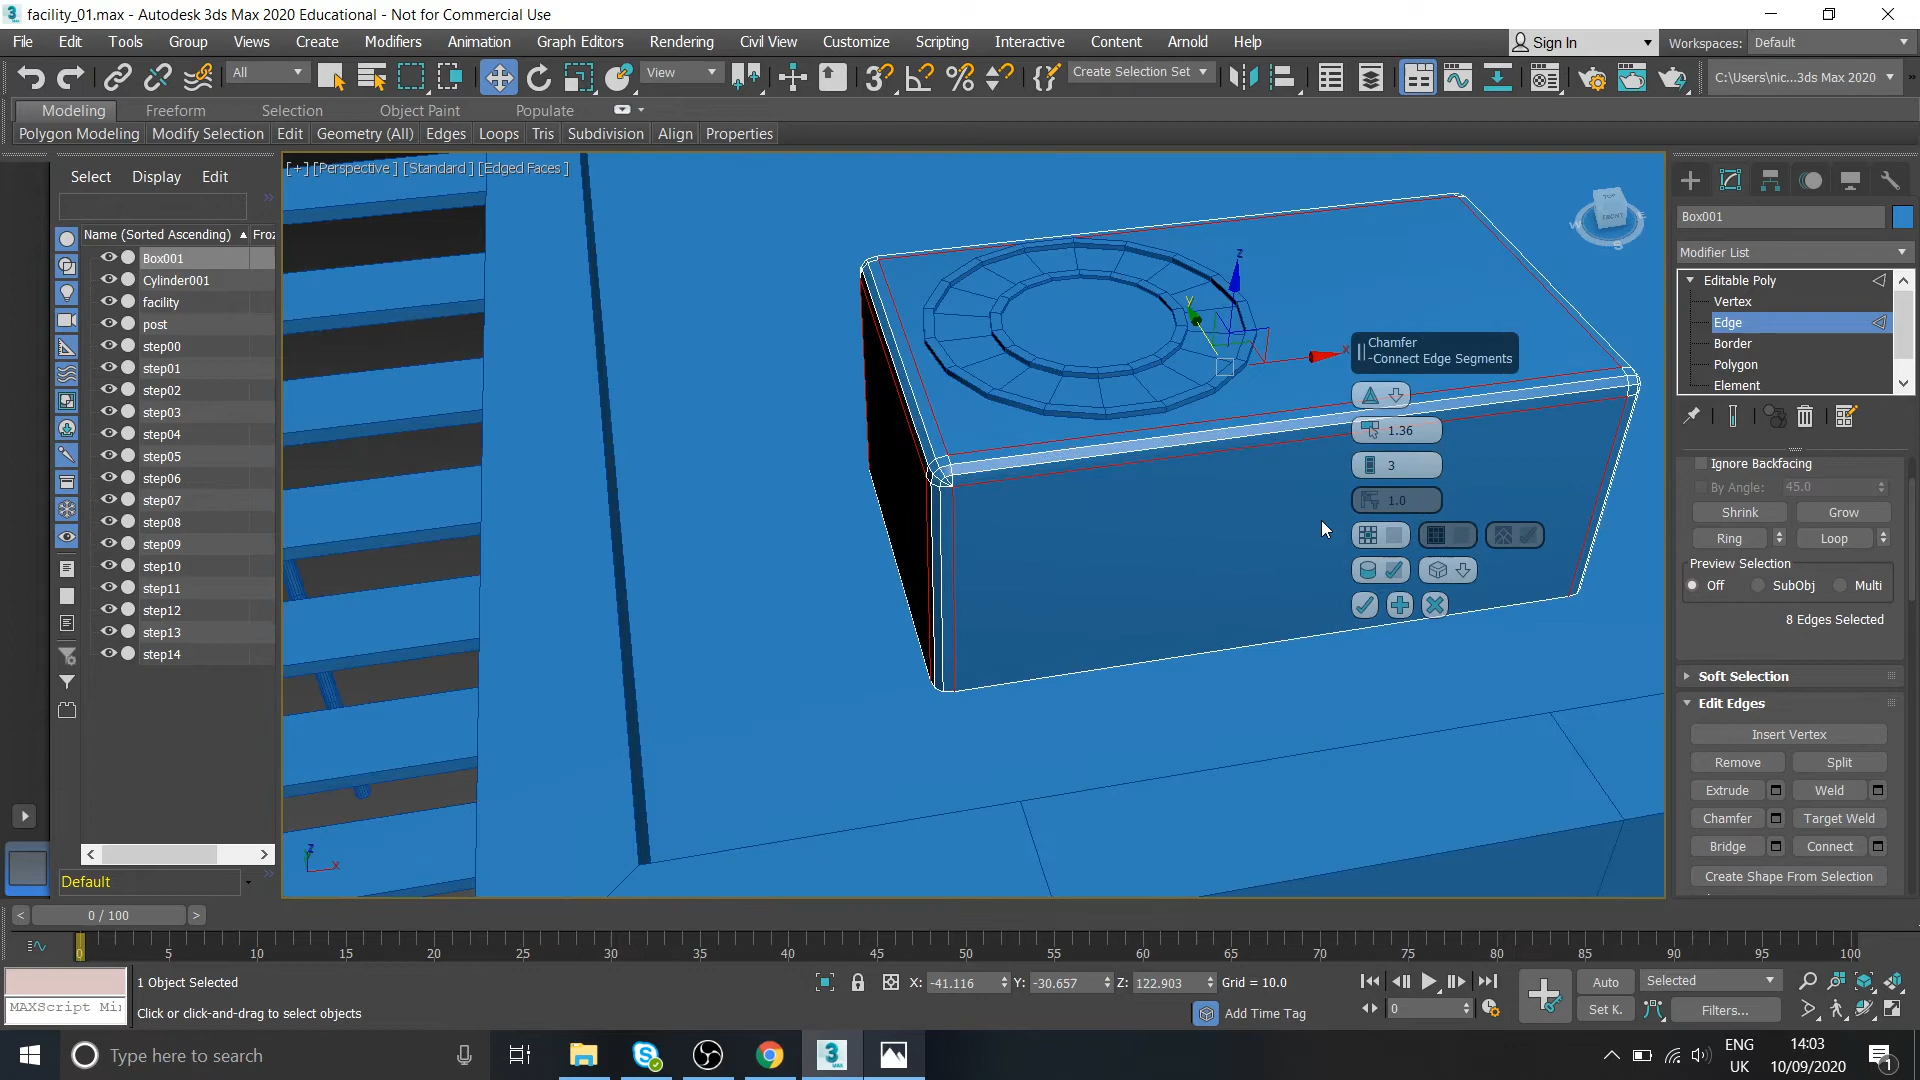 facility_01.max - Autodesk 3ds Max 2020 Educational - Not for Commercial Use
File Edit Tools Group Views Create Modifiers Animation Graph Editors Rendering Civil View Customize Scripting Interactive Content Arnold Help Sign In Workspaces: Default
All View Create Selection Set C:\Users\nic...3ds Max 2020
Modeling Freeform Selection Object Paint Populate
Polygon Modeling Modify Selection Edit Geometry (All) Edges Loops Tris Subdivision Align Properties
[+] [Perspective ] [Standard ] [Edged Faces ]
Select Display Edit
Name (Sorted Ascending) Froz
Box001
Cylinder001
facility
post
step00
step01
step02
step03
step04
step05
step06
step07
step08
step09
step10
step11
step12
step13
step14
Default
TOP
FRONT
W
E
S
z
y
x
Chamfer
-Connect Edge Segments
1.36
3
1.0
z
y
x
Box001
Modifier List
Editable Poly
Vertex
Edge
Border
Polygon
Element
Ignore Backfacing
By Angle: 45.0
Shrink Grow
Ring Loop
Preview Selection
Off SubObj Multi
8 Edges Selected
Soft Selection
Edit Edges
Insert Vertex
Remove Split
Extrude Weld
Chamfer Target Weld
Bridge Connect
Create Shape From Selection
< 0 / 100 >
0 5 10 15 20 25 30 35 40 45 50 55 60 65 70 75 80 85 90 95 100
1 Object Selected X: -41.116 Y: -30.657 Z: 122.903 Grid = 10.0 Auto Selected
MAXScript Mi
Click or click-and-drag to select objects Add Time Tag 0 Set K. Filters...
Type here to search
ENG
UK
14:03
10/09/2020
1